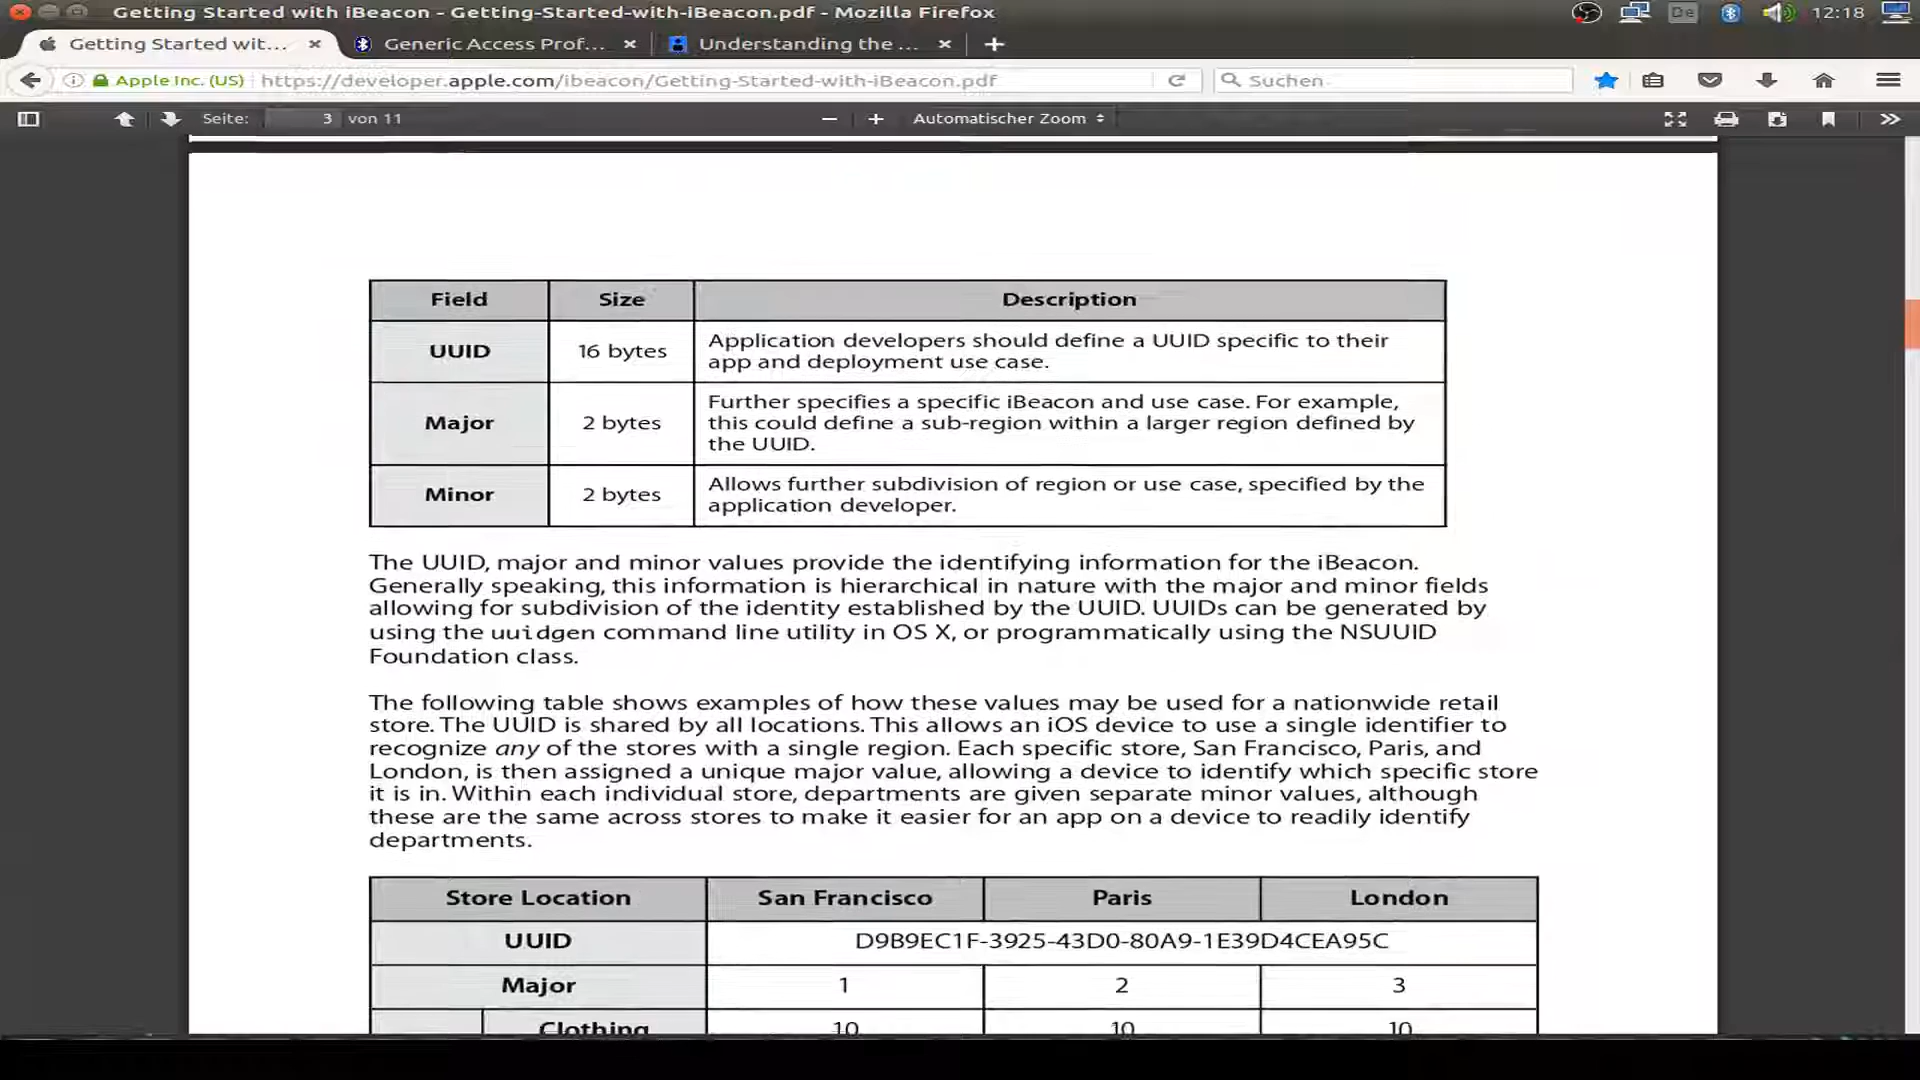 Getting Started with iBeacon - Getting-Started-with-iBeacon.pdf - Mozilla Firefox
De
12:18
Getting Started wit...
Generic Access Prof...
Understanding the ...
Apple Inc. (US)
https://developer.apple.com/ibeacon/Getting-Started-with-iBeacon.pdf
Suchen
Seite: 3 von 11
Automatischer Zoom
Field Size Description
UUID 16 bytes Application developers should define a UUID specific to their
app and deployment use case.
Major 2 bytes Further specifies a specific iBeacon and use case. For example,
this could define a sub-region within a larger region defined by
the UUID.
Minor 2 bytes Allows further subdivision of region or use case, specified by the
application developer.
The UUID, major and minor values provide the identifying information for the iBeacon.
Generally speaking, this information is hierarchical in nature with the major and minor fields
allowing for subdivision of the identity established by the UUID. UUIDs can be generated by
using the uuidgen command line utility in OS X, or programmatically using the NSUUID
Foundation class.
The following table shows examples of how these values may be used for a nationwide retail
store. The UUID is shared by all locations. This allows an iOS device to use a single identifier to
recognize any of the stores with a single region. Each specific store, San Francisco, Paris, and
London, is then assigned a unique major value, allowing a device to identify which specific store
it is in. Within each individual store, departments are given separate minor values, although
these are the same across stores to make it easier for an app on a device to readily identify
departments.
Store Location San Francisco Paris London
UUID D9B9EC1F-3925-43D0-80A9-1E39D4CEA95C
Major 1 2 3
Clothing 10 10 10